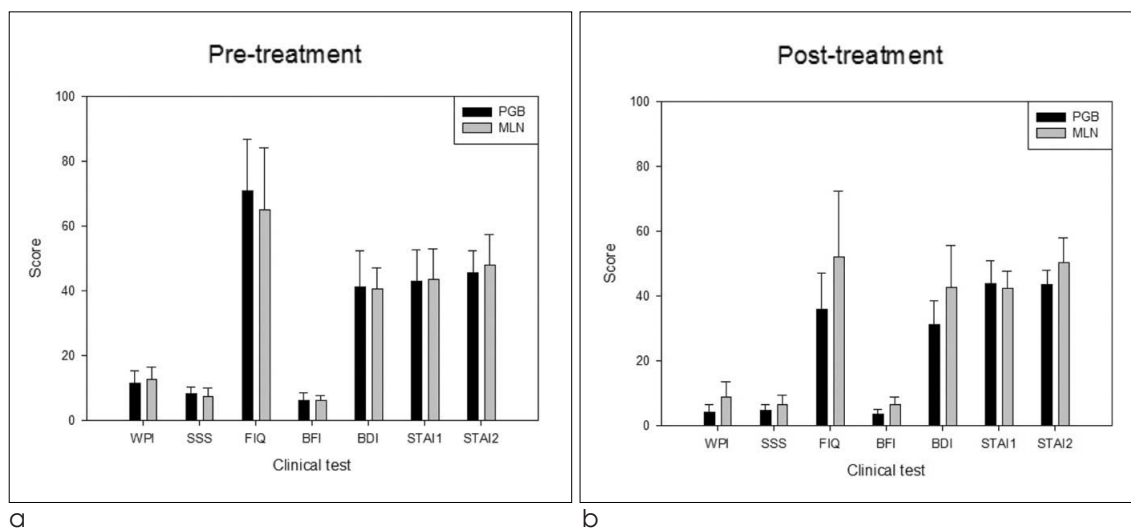 Pre-treatment
100
80
60
40
20
0
Score
PGB
MLN
WPI SSS FIQ BFI BDI STAI1 STAI2
Clinical test
a
Post-treatment
100
80
60
40
20
0
Score
PGB
MLN
WPI SSS FIQ BFI BDI STAI1 STAI2
Clinical test
b